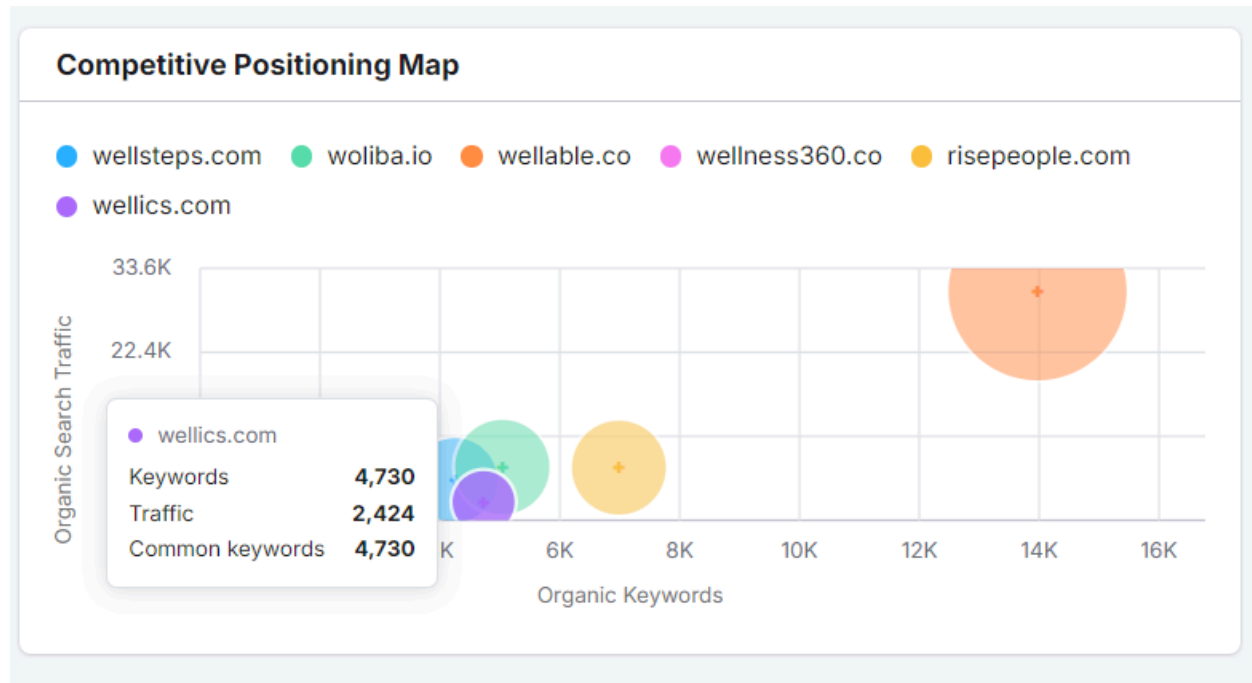 Competitive Positioning Map
wellsteps.com woliba.io wellable.co wellness360.co risepeople.com
wellics.com
33.6K
22.4K
Organic Search Traffic
wellics.com
Keywords 4,730
Traffic 2,424
Common keywords 4,730
K 6K 8K 10K 12K 14K 16K
Organic Keywords